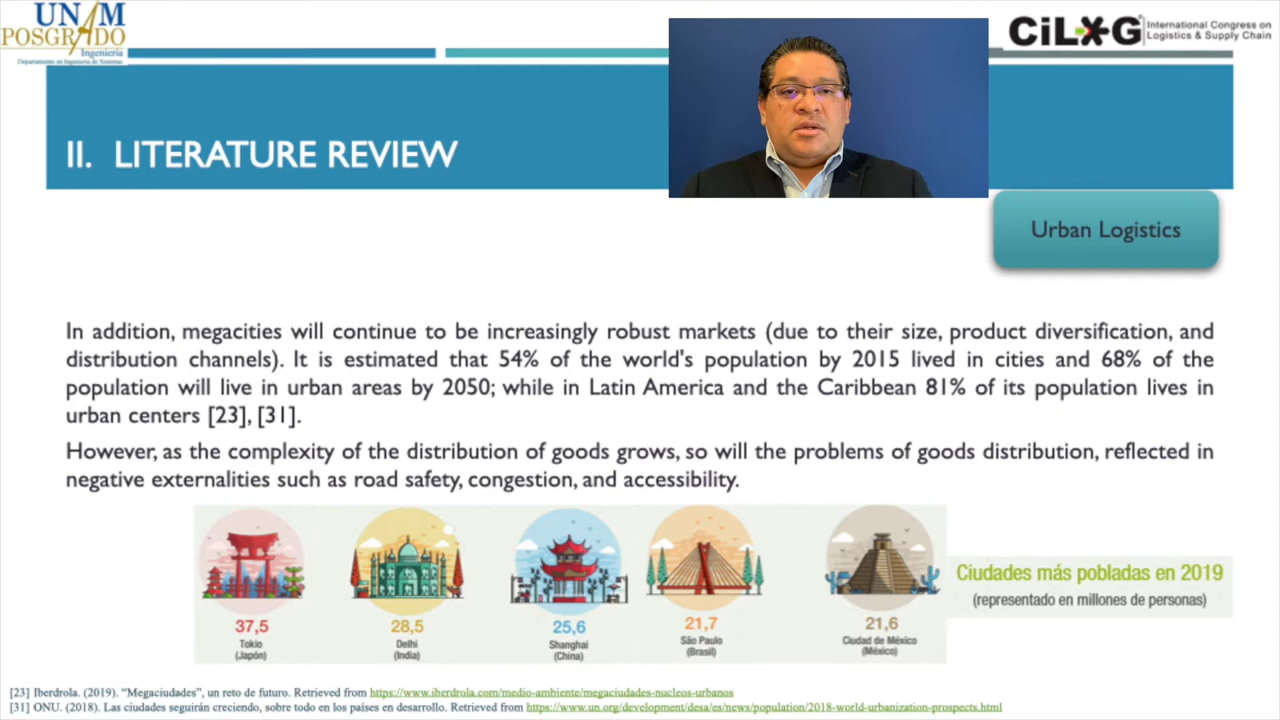 UNAM
POSGRADO
Ingeniería
Departamento en Ingeniería de Sistemas
CiLOG
International Congress on
Logistics & Supply Chain
II. LITERATURE REVIEW
Urban Logistics
In addition, megacities will continue to be increasingly robust markets (due to their size, product diversification, and
distribution channels). It is estimated that 54% of the world's population by 2015 lived in cities and 68% of the
population will live in urban areas by 2050; while in Latin America and the Caribbean 81% of its population lives in
urban centers [23], [31].
However, as the complexity of the distribution of goods grows, so will the problems of goods distribution, reflected in
negative externalities such as road safety, congestion, and accessibility.
37,5
Tokio
(Japón)
28,5
Delhi
(India)
25,6
Shanghai
(China)
21,7
São Paulo
(Brasil)
21,6
Ciudad de México
(México)
Ciudades más pobladas en 2019
(representado en millones de personas)
[23] Iberdrola. (2019). “Megaciudades”, un reto de futuro. Retrieved from https://www.iberdrola.com/medio-ambiente/megaciudades-nucleos-urbanos
[31] ONU. (2018). Las ciudades seguirán creciendo, sobre todo en los países en desarrollo. Retrieved from https://www.un.org/development/desa/es/news/population/2018-world-urbanization-prospects.html